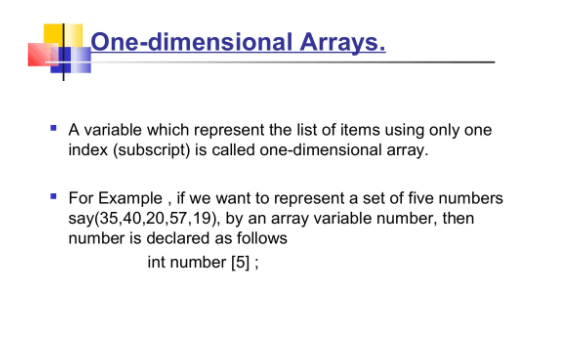 One-dimensional Arrays.
A variable which represent the list of items using only one
index (subscript) is called one-dimensional array.
For Example , if we want to represent a set of five numbers
say(35,40,20,57,19), by an array variable number, then
number is declared as follows
int number [5] ;